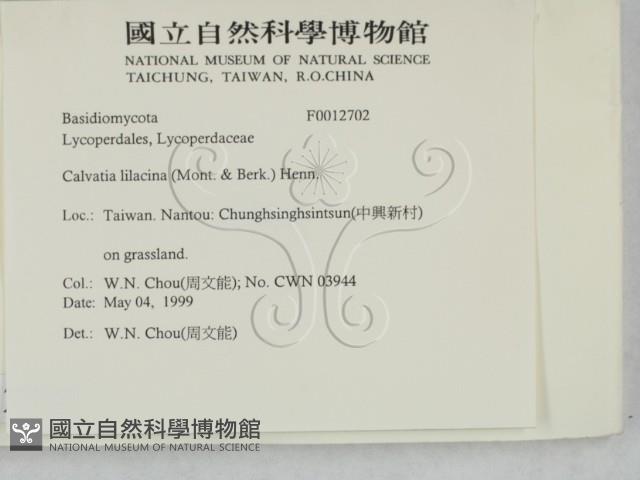 國立自然科學博物館
NATIONAL MUSEUM OF NATURAL SCIENCE
TAICHUNG, TAIWAN, R.O.CHINA
Basidiomycota F0012702
Lycoperdales, Lycoperdaceae
Calvatia lilacina (Mont. & Berk.) Henn.
Loc.: Taiwan. Nantou: Chunghsinghsintsun(中興新村)
on grassland.
Col.: W.N. Chou(周文能); No. CWN 03944
Date: May 04, 1999
Det.: W.N. Chou(周文能)
國立自然科學博物館
NATIONAL MUSEUM OF NATURAL SCIENCE